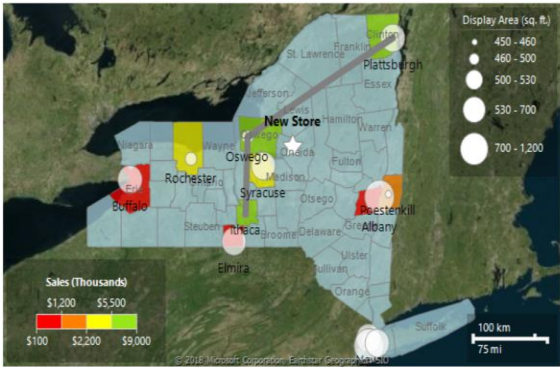 Display Area (sq. ft.)
450 - 460
460 - 500
500 - 530
530 - 700
700 - 1,200
Clinton
Franklin
St. Lawrence
Plattsburgh
Essex
Jefferson
Lewis
New Store
Hamilton
Warren
Niagara
Wayne
Oswego
Oneida
Oswego
Fulton
Rochester
Madison
Syracuse
Erie
Buffalo
Otsego
Poestenkill
Albany
Steuben
Ithaca
Broome
Delaware
Greene
Elmira
Ulster
Sullivan
Orange
Suffolk
Sales (Thousands)
$1,200
$5,500
$100
$2,200
$9,000
100 km
75 mi
© 2018 Microsoft Corporation, Earthstar Geographics SIO